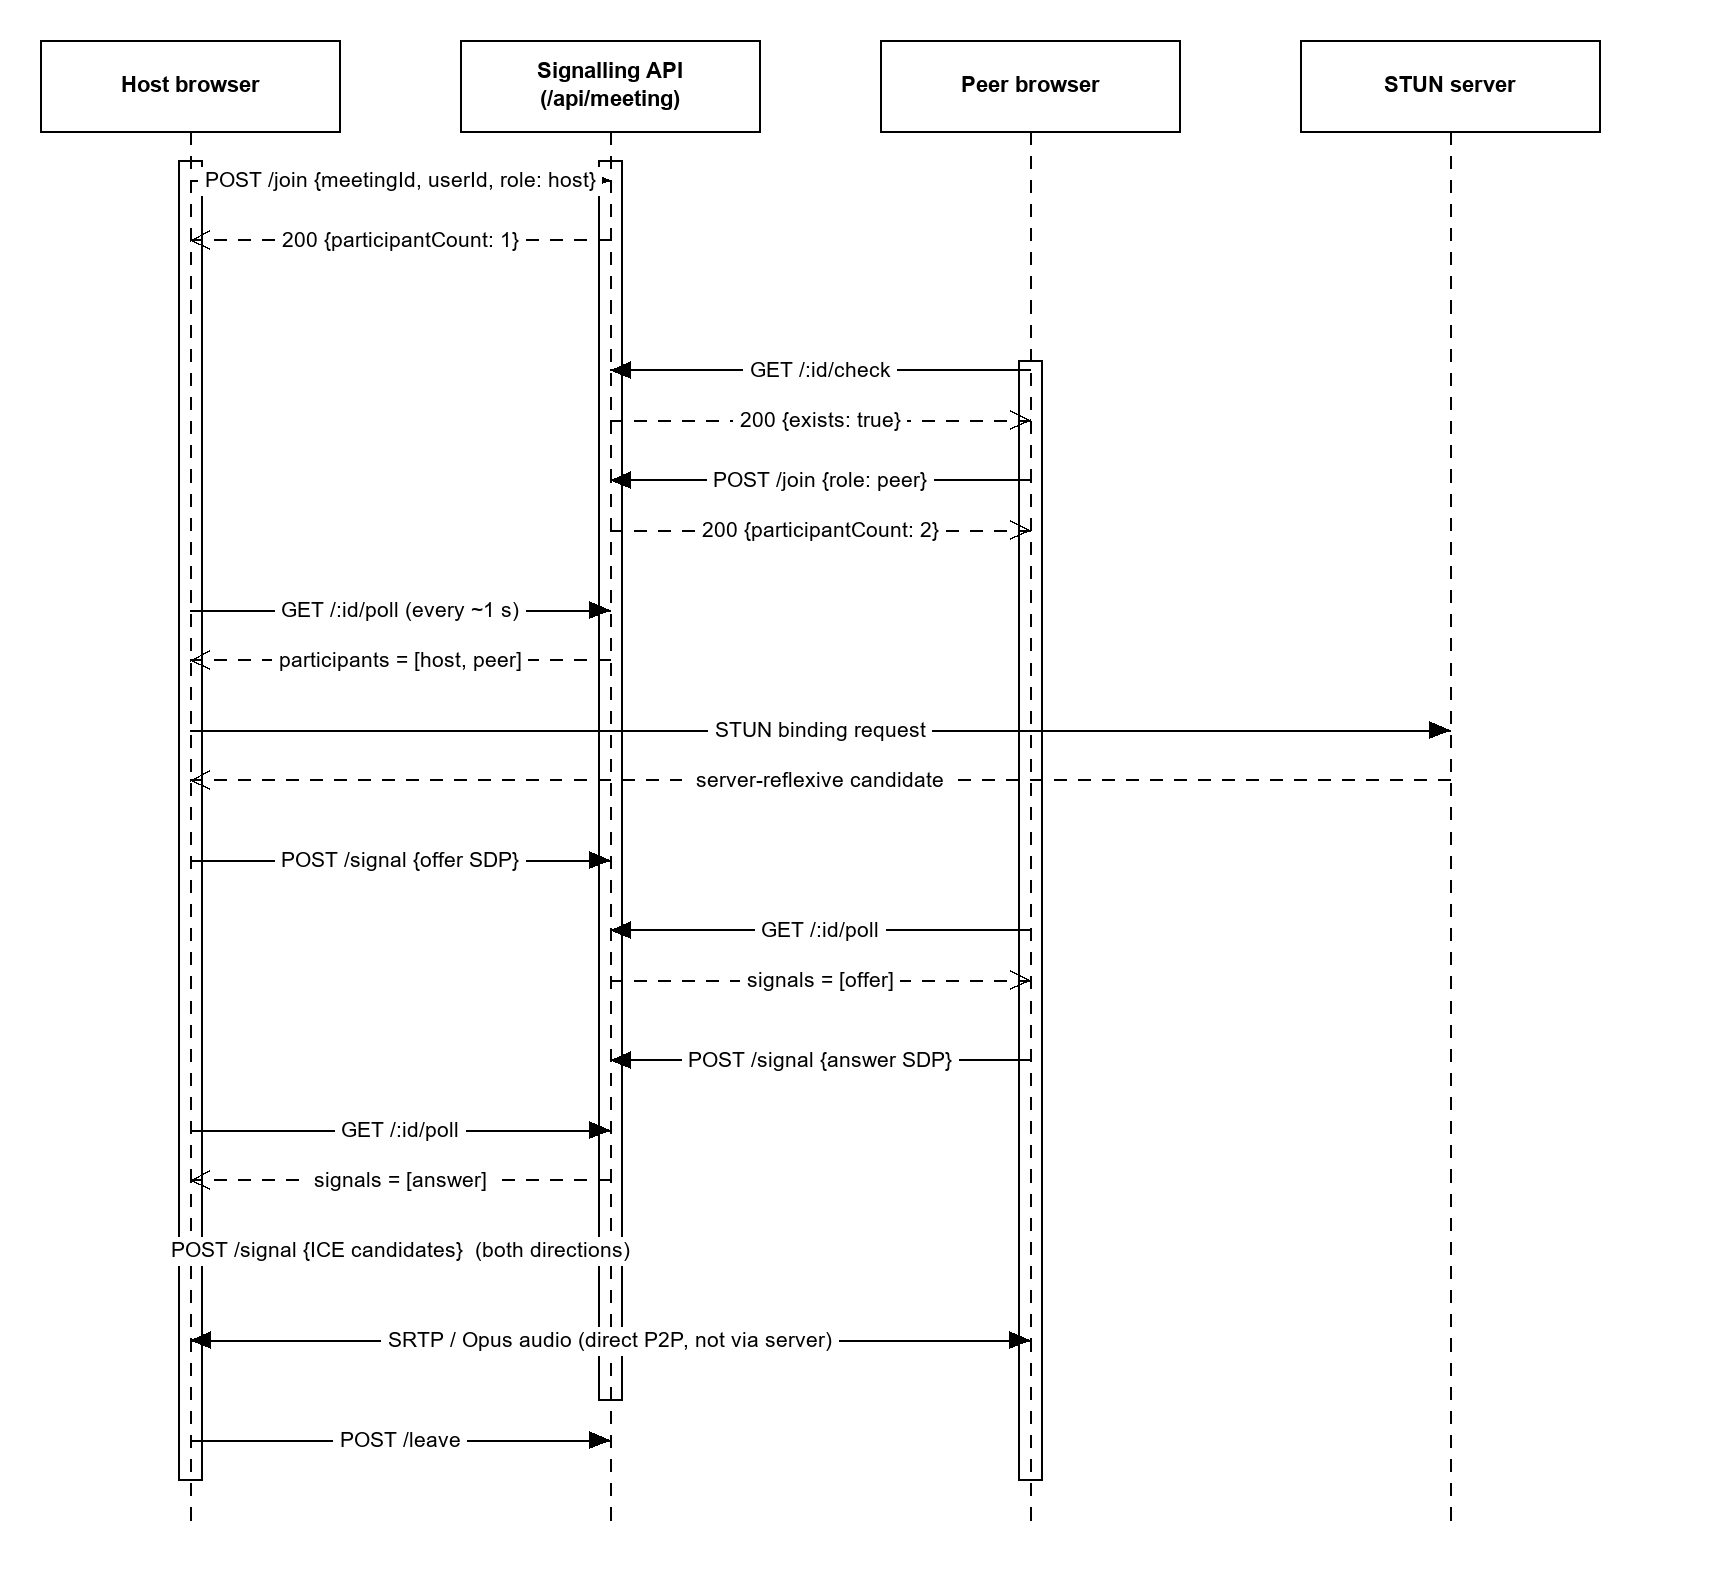 Host browser
Signalling API
(/api/meeting)
Peer browser
STUN server
POST /join {meetingId, userId, role: host}
200 {participantCount: 1}
GET /:id/check
200 {exists: true}
POST /join {role: peer}
200 {participantCount: 2}
GET /:id/poll (every ~1 s)
participants = [host, peer]
STUN binding request
server-reflexive candidate
POST /signal {offer SDP}
GET /:id/poll
signals = [offer]
POST /signal {answer SDP}
GET /:id/poll
signals = [answer]
POST /signal {ICE candidates}  (both directions)
SRTP / Opus audio (direct P2P, not via server)
POST /leave